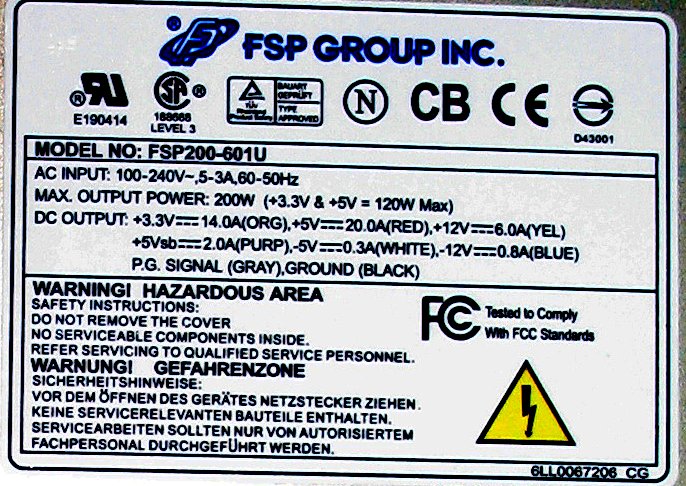 FSP GROUP INC.
E190414
188668
LEVEL 3
BAUART
GEPRÜFT
TYPE
APPROVED
TÜV
N
CB
CE
D43001
MODEL NO: FSP200-601U
AC INPUT: 100-240V~,5-3A,60-50Hz
MAX. OUTPUT POWER: 200W (+3.3V & +5V = 120W Max)
DC OUTPUT: +3.3V⎓14.0A(ORG),+5V⎓20.0A(RED),+12V⎓6.0A(YEL)
+5Vsb⎓2.0A(PURP),-5V⎓0.3A(WHITE),-12V⎓0.8A(BLUE)
P.G. SIGNAL (GRAY),GROUND (BLACK)
WARNING! HAZARDOUS AREA
SAFETY INSTRUCTIONS:
DO NOT REMOVE THE COVER
NO SERVICEABLE COMPONENTS INSIDE.
REFER SERVICING TO QUALIFIED SERVICE PERSONNEL.
FC Tested to Comply
With FCC Standards
WARNUNG! GEFAHRENZONE
SICHERHEITSHINWEISE:
VOR DEM ÖFFNEN DES GERÄTES NETZSTECKER ZIEHEN.
KEINE SERVICERELEVANTEN BAUTEILE ENTHALTEN.
SERVICEARBEITEN SOLLTEN NUR VON AUTORISIERTEM
FACHPERSONAL DURCHGEFÜHRT WERDEN.
6LL0067206 CG